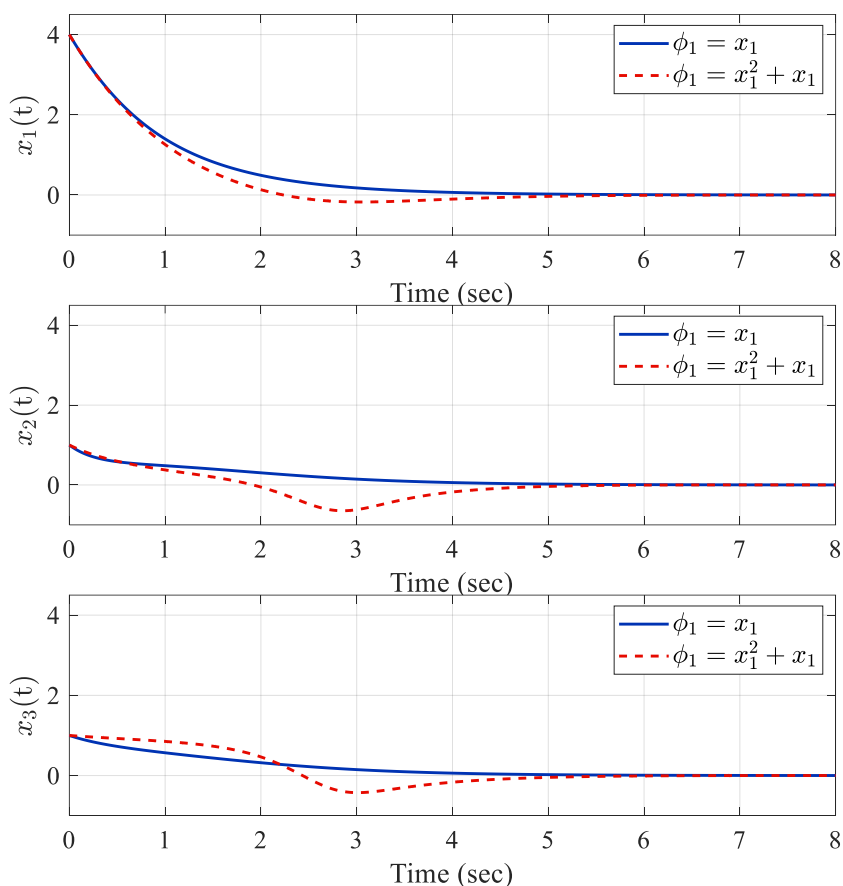 4
ϕ₁ = x₁
ϕ₁ = x₁² + x₁
2
0
x₁(t)
0 1 2 3 4 5 6 7 8
Time (sec)
4
ϕ₁ = x₁
ϕ₁ = x₁² + x₁
2
0
x₂(t)
0 1 2 3 4 5 6 7 8
Time (sec)
4
ϕ₁ = x₁
ϕ₁ = x₁² + x₁
2
0
x₃(t)
0 1 2 3 4 5 6 7 8
Time (sec)